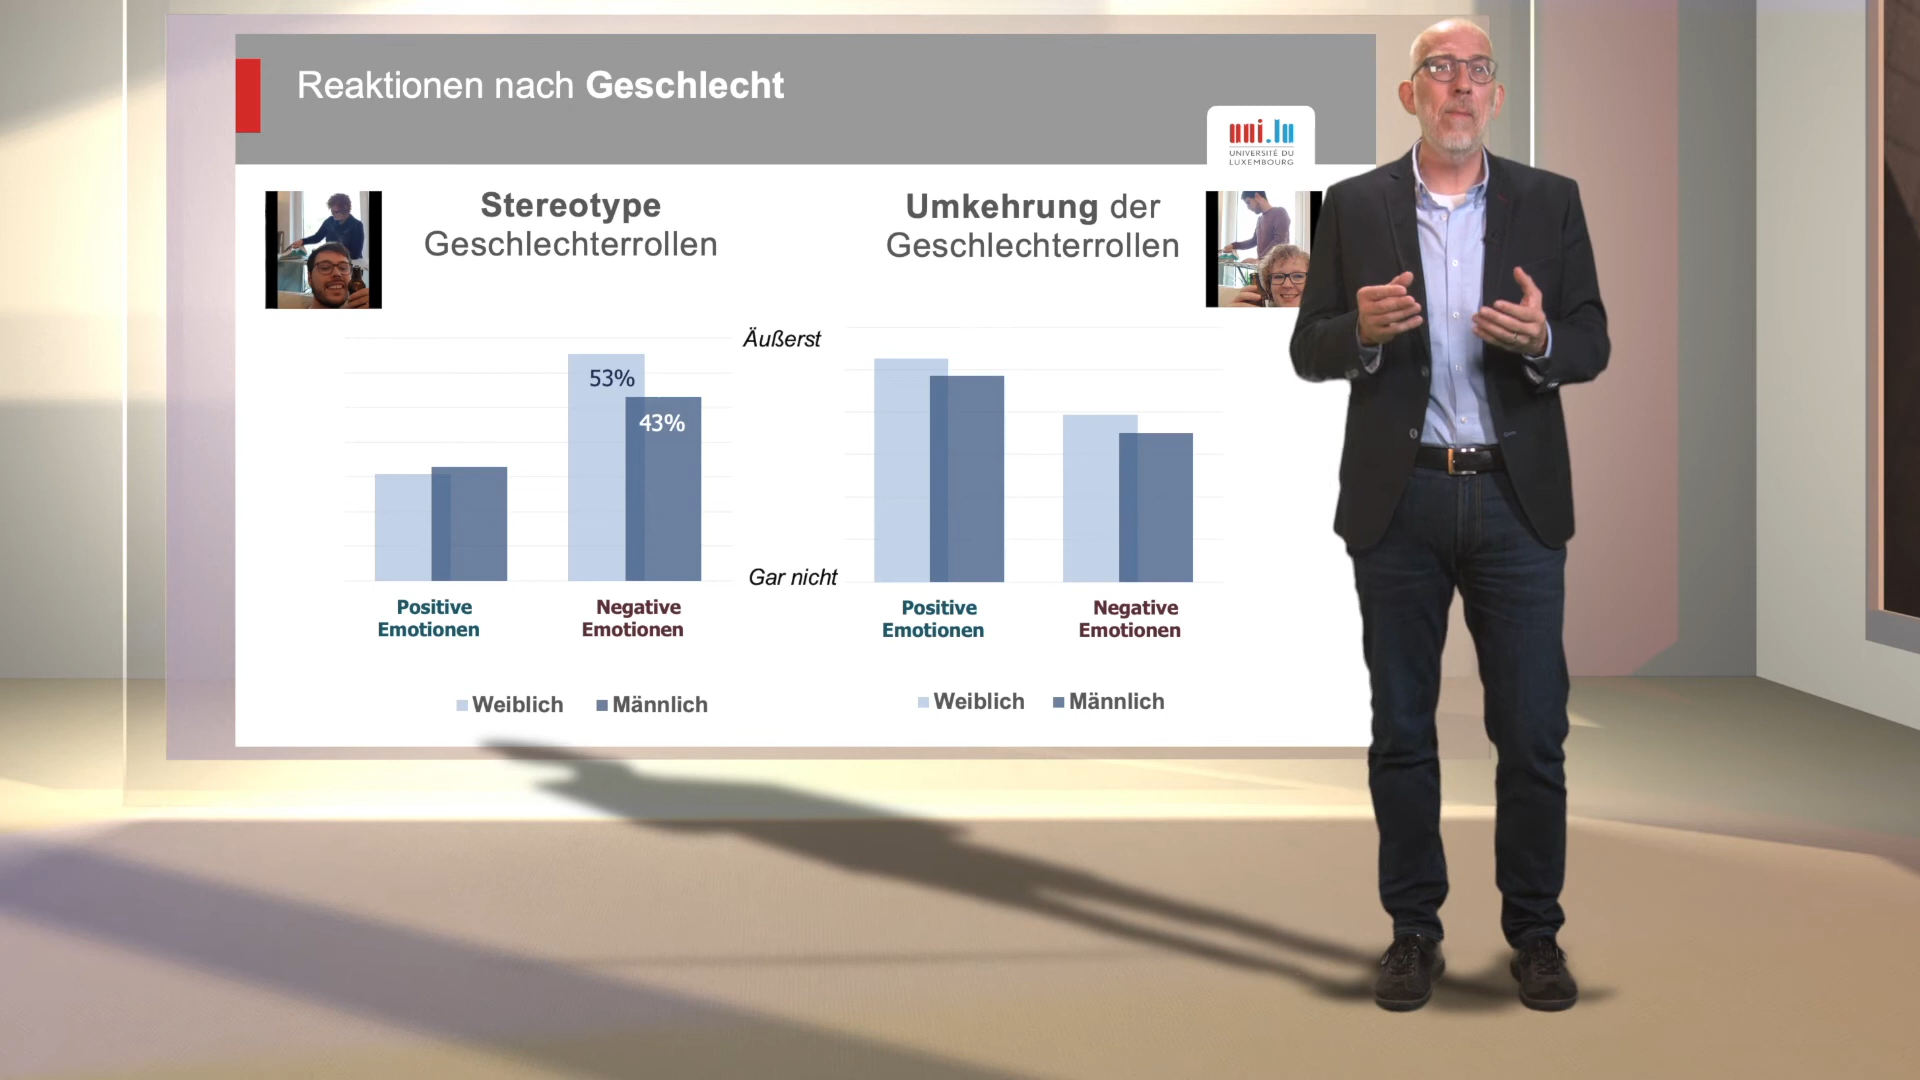 Reaktionen nach Geschlecht
uni.lu
UNIVERSITÉ DU
LUXEMBOURG
Stereotype
Geschlechterrollen
Umkehrung der
Geschlechterrollen
Äußerst
53%
43%
Gar nicht
Positive
Emotionen
Negative
Emotionen
Positive
Emotionen
Negative
Emotionen
Weiblich
Männlich
Weiblich
Männlich